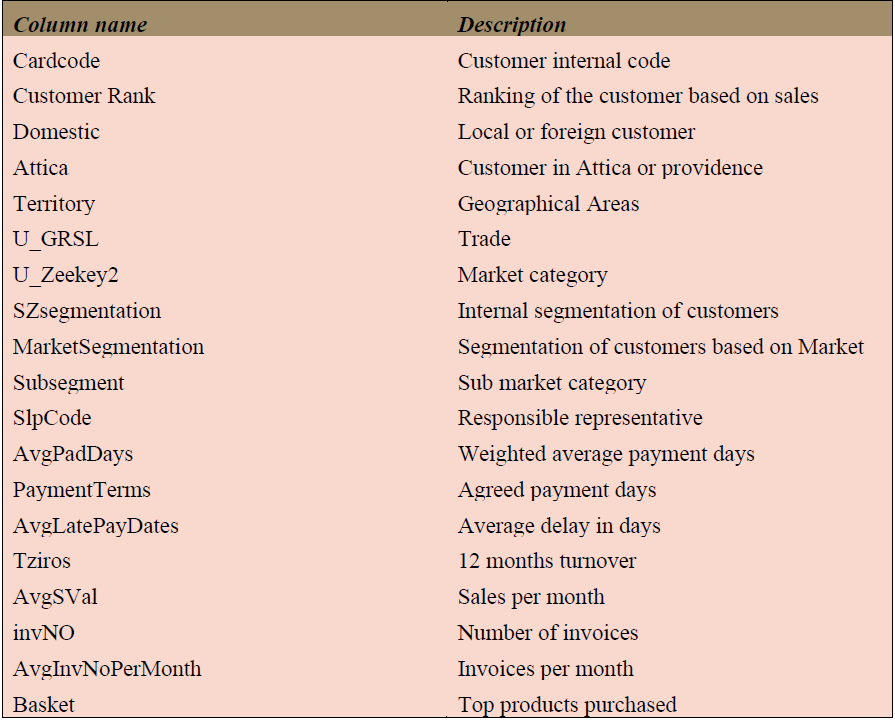 Column name Description
Cardcode Customer internal code
Customer Rank Ranking of the customer based on sales
Domestic Local or foreign customer
Attica Customer in Attica or providence
Territory Geographical Areas
U_GRSL Trade
U_Zeekey2 Market category
SZsegmentation Internal segmentation of customers
MarketSegmentation Segmentation of customers based on Market
Subsegment Sub market category
SlpCode Responsible representative
AvgPadDays Weighted average payment days
PaymentTerms Agreed payment days
AvgLatePayDates Average delay in days
Tziros 12 months turnover
AvgSVal Sales per month
invNO Number of invoices
AvgInvNoPerMonth Invoices per month
Basket Top products purchased